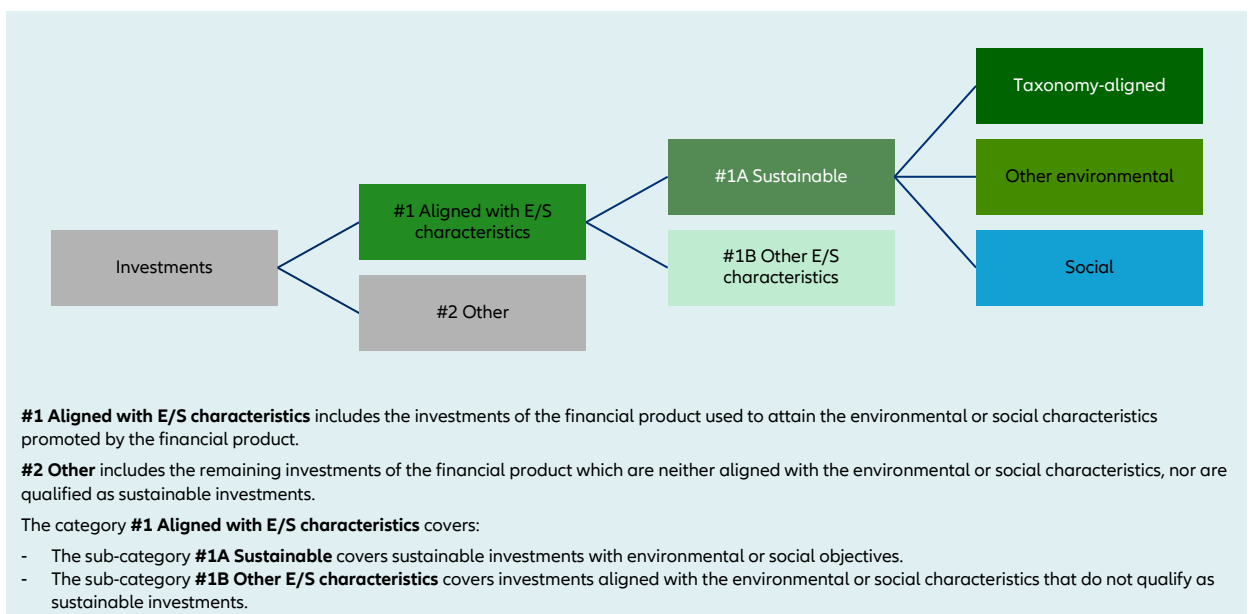 Taxonomy-aligned
#1A Sustainable
Other environmental
#1 Aligned with E/S
characteristics
#1B Other E/S
characteristics
Investments
Social
#2 Other
#1 Aligned with E/S characteristics includes the investments of the financial product used to attain the environmental or social characteristics
promoted by the financial product.
#2 Other includes the remaining investments of the financial product which are neither aligned with the environmental or social characteristics, nor are
qualified as sustainable investments.
The category #1 Aligned with E/S characteristics covers:
- The sub-category #1A Sustainable covers sustainable investments with environmental or social objectives.
- The sub-category #1B Other E/S characteristics covers investments aligned with the environmental or social characteristics that do not qualify as
sustainable investments.